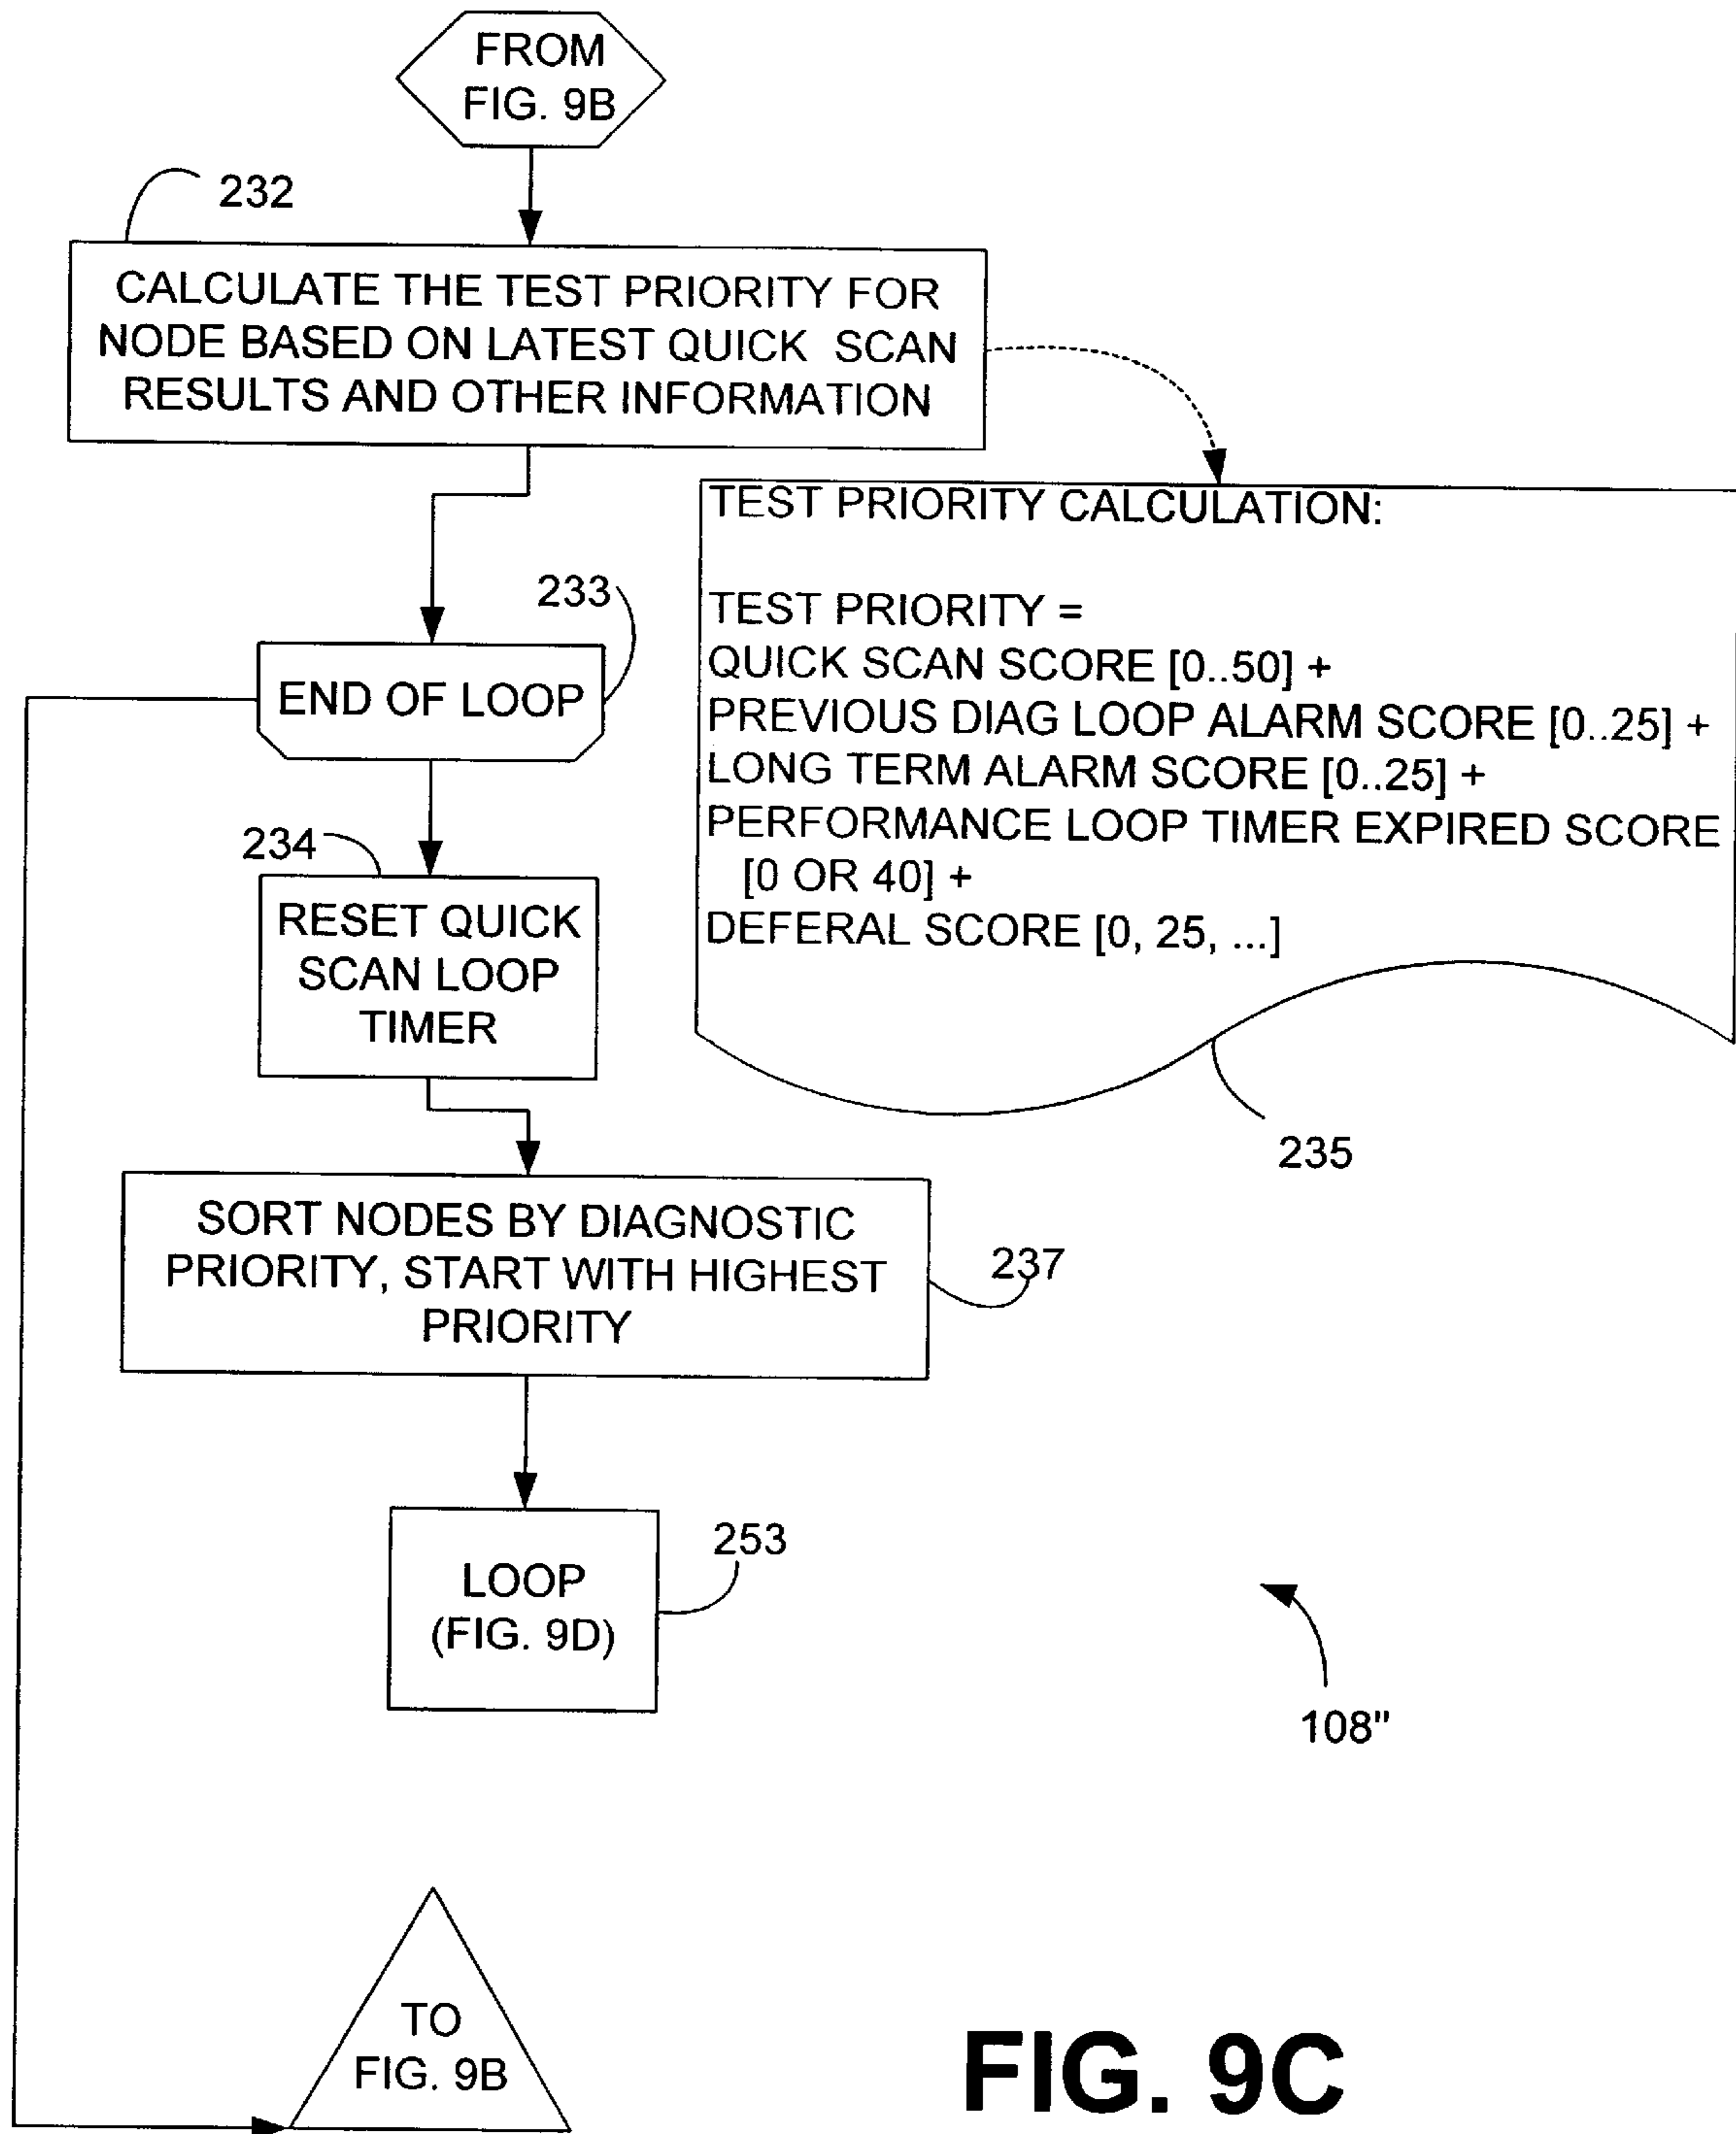 FROM
FIG. 9B
232
CALCULATE THE TEST PRIORITY FOR
NODE BASED ON LATEST QUICK SCAN
RESULTS AND OTHER INFORMATION
TEST PRIORITY CALCULATION:
TEST PRIORITY =
QUICK SCAN SCORE [0..50] +
PREVIOUS DIAG LOOP ALARM SCORE [0..25] +
LONG TERM ALARM SCORE [0..25] +
PERFORMANCE LOOP TIMER EXPIRED SCORE
[0 OR 40] +
DEFERAL SCORE [0, 25, ...]
235
233
END OF LOOP
234
RESET QUICK
SCAN LOOP
TIMER
SORT NODES BY DIAGNOSTIC
PRIORITY, START WITH HIGHEST
PRIORITY
237
LOOP
(FIG. 9D)
253
108"
TO
FIG. 9B
FIG. 9C